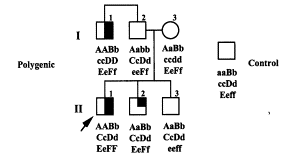 1 2 3
I
AABb Aabb AaBb
ccDD CcDd ccdd
EeFf eeFf EeFf
Polygenic
Control
aaBb
CcDd
Eeff
1 2 3
II
AABb AABb AaBb
CcDd CcDd CcDd
EeFF EeFf eeff